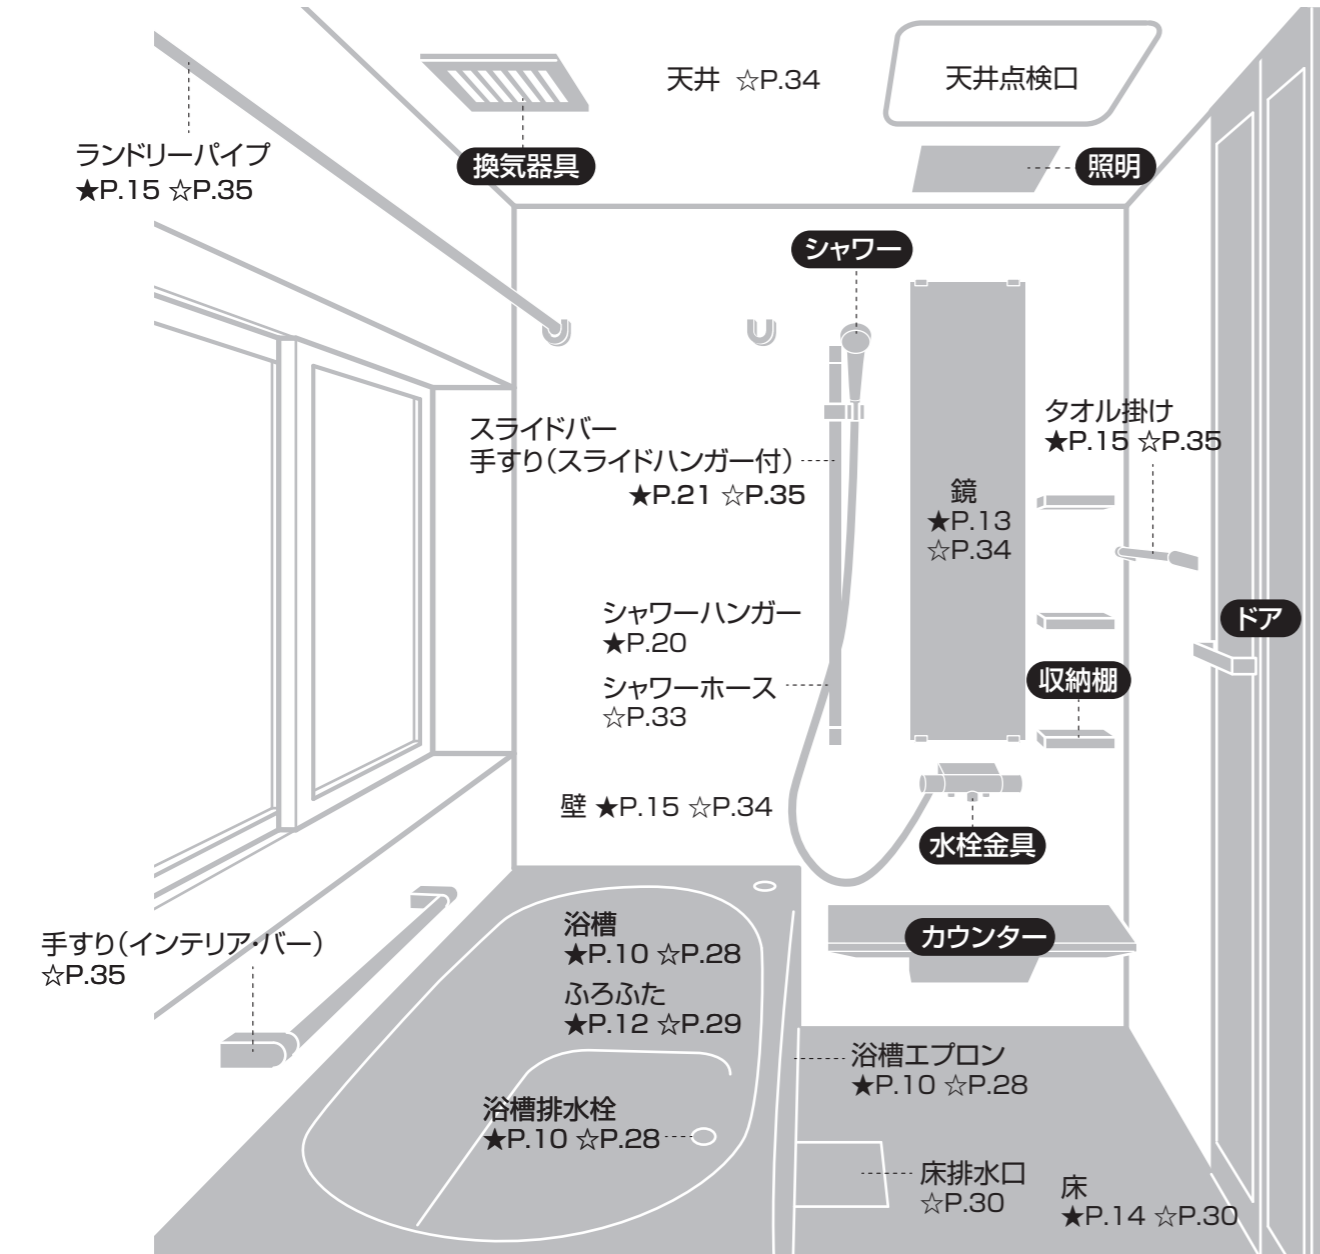 天井 ☆P.34
天井点検口
ランドリーパイプ
★P.15 ☆P.35
換気器具
照明
シャワー
スライドバー
手すり(スライドハンガー付)
★P.21 ☆P.35
タオル掛け
★P.15 ☆P.35
鏡
★P.13
☆P.34
シャワーハンガー
★P.20
シャワーホース
☆P.33
ドア
収納棚
壁 ★P.15 ☆P.34
水栓金具
カウンター
手すり(インテリア・バー)
☆P.35
浴槽
★P.10 ☆P.28
ふろふた
★P.12 ☆P.29
浴槽エプロン
★P.10 ☆P.28
浴槽排水栓
★P.10 ☆P.28
床排水口
☆P.30
床
★P.14 ☆P.30